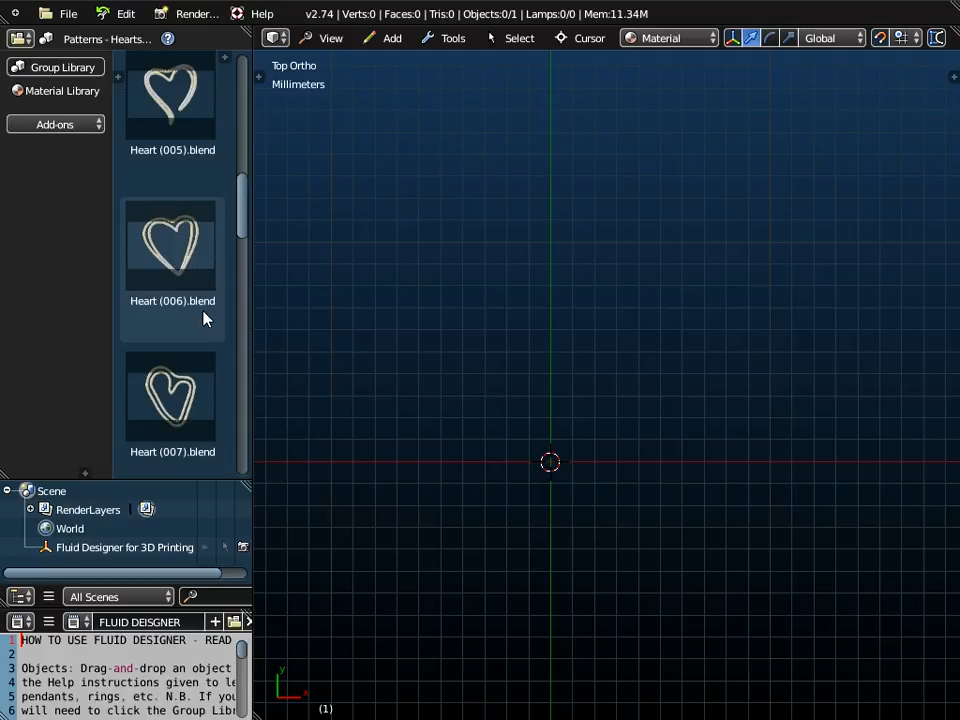 File Edit Render... Help v2.74 | Verts:0 | Faces:0 | Tris:0 | Objects:0/1 | Lamps:0/0 | Mem:11.34M
Patterns - Hearts... View Add Tools Select Cursor Material Global
Group Library
Material Library
Add-ons
Heart (005).blend
Heart (006).blend
Heart (007).blend
Top Ortho
Millimeters
y
x
(1)
Scene
RenderLayers
World
Fluid Designer for 3D Printing
All Scenes
FLUID DEISGNER
1 HOW TO USE FLUID DESIGNER - READ
2
3 Objects: Drag-and-drop an object
4 the Help instructions given to le
5 pendants, rings, etc. N.B. If you
6 will need to click the Group Libr